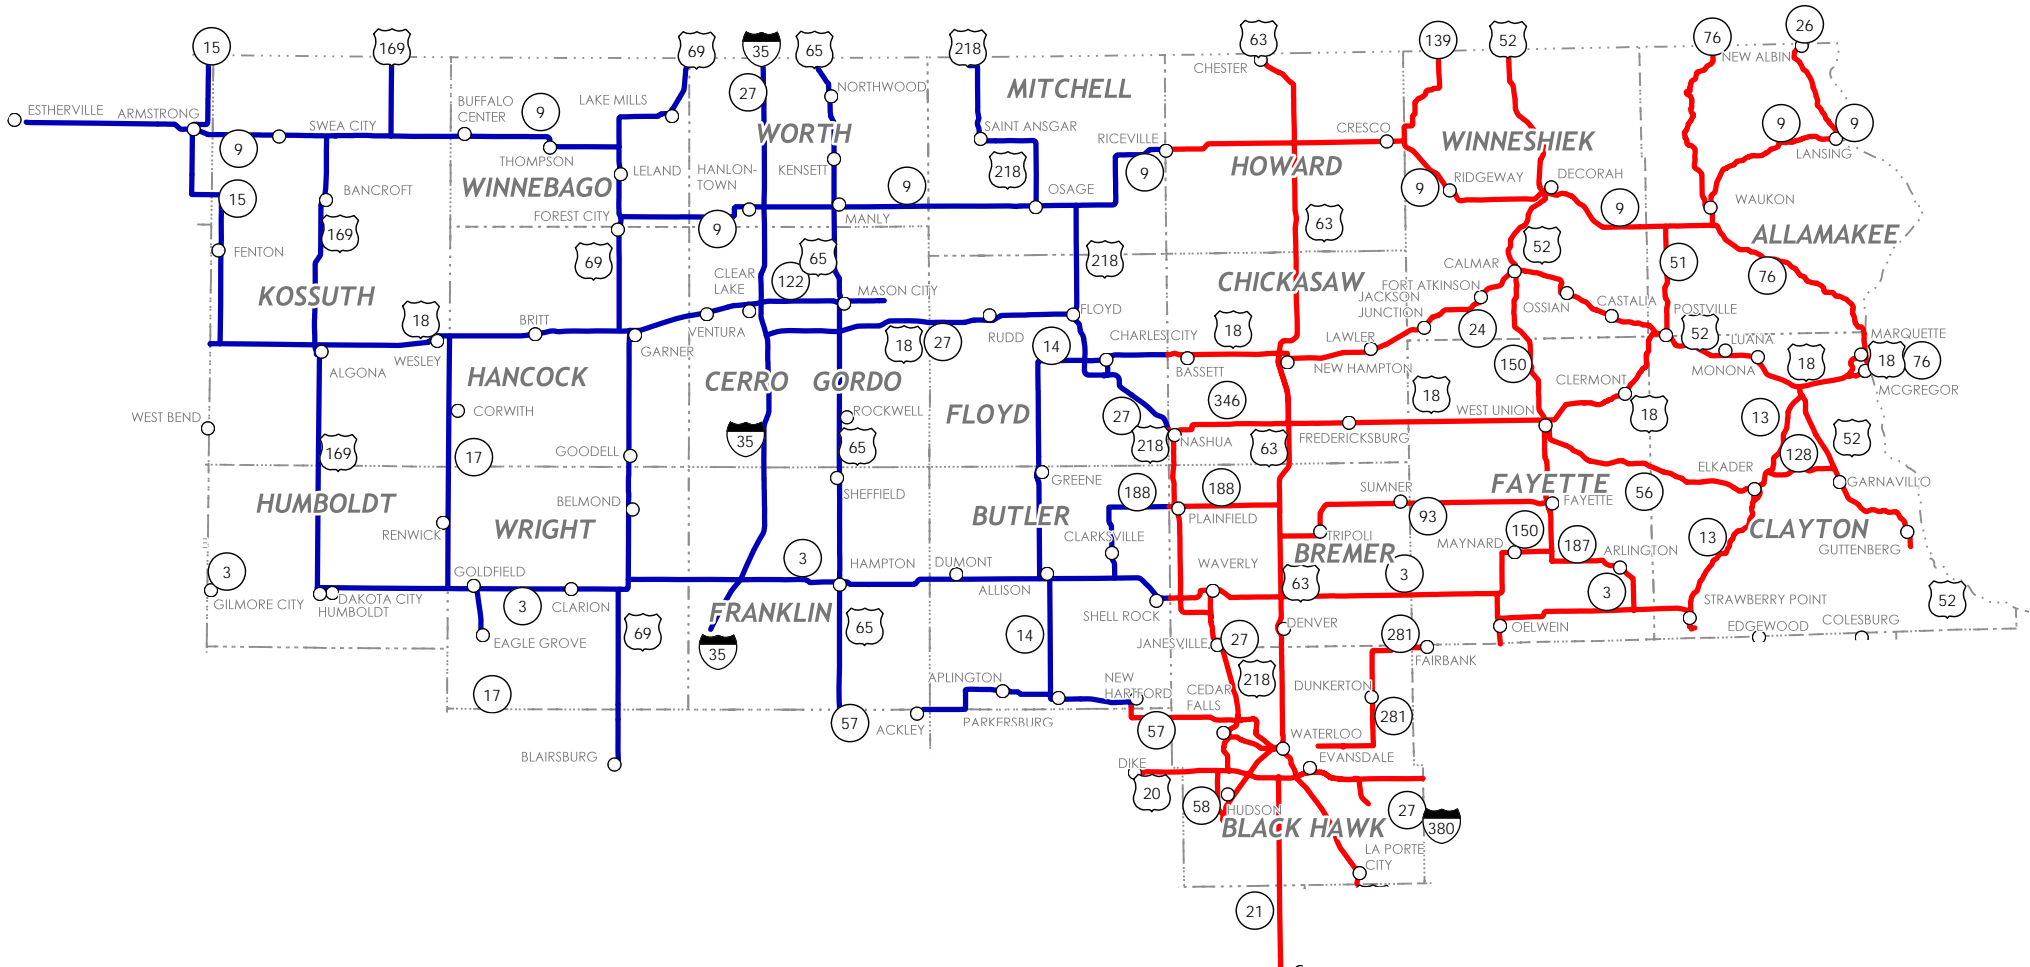 15
169
69
35
65
218
63
139
52
76
26
NEW ALBIN
CHESTER
MITCHELL
27
NORTHWOOD
ESTHERVILLE
ARMSTRONG
SWEA CITY
BUFFALO
CENTER
9
LAKE MILLS
9
WORTH
SAINT ANSGAR
RICEVILLE
CRESCO
WINNESHIEK
9
9
LANSING
THOMPSON
LELAND
HANLON-
TOWN
KENSETT
218
9
HOWARD
RIDGEWAY
DECORAH
15
BANCROFT
WINNEBAGO
9
OSAGE
9
9
WAUKON
FOREST CITY
MANLY
169
9
63
52
ALLAMAKEE
FENTON
69
65
218
CALMAR
51
76
KOSSUTH
CLEAR
LAKE
122
MASON CITY
CHICKASAW
FORT ATKINSON
JACKSON
JUNCTION
OSSIAN
CASTALIA
POSTVILLE
18
BRITT
VENTURA
RUDD
FLOYD
CHARLES CITY
18
LAWLER
24
52
LUANA
MARQUETTE
WESLEY
GARNER
18
27
14
BASSETT
NEW HAMPTON
150
MONONA
18
18
76
ALGONA
HANCOCK
CERRO GORDO
CLERMONT
MCGREGOR
WEST BEND
CORWITH
ROCKWELL
FLOYD
27
346
18
WEST UNION
18
13
169
17
GOODELL
35
65
218
NASHUA
63
FREDERICKSBURG
52
128
ELKADER
HUMBOLDT
BELMOND
SHEFFIELD
GREENE
188
188
SUMNER
FAYETTE
FAYETTE
56
GARNAVILLO
RENWICK
WRIGHT
BUTLER
PLAINFIELD
93
CLAYTON
CLARKSVILLE
TRIPOLI
BREMER
MAYNARD
150
187
ARLINGTON
13
GUTTENBERG
3
GOLDFIELD
3
HAMPTON
DUMONT
WAVERLY
63
3
3
52
GILMORE CITY
DAKOTA CITY
HUMBOLDT
3
CLARION
FRANKLIN
ALLISON
SHELL ROCK
STRAWBERRY POINT
EAGLE GROVE
69
65
14
DENVER
OELWEIN
EDGEWOOD
COLESBURG
35
JANESVILLE
27
281
FAIRBANK
17
APLINGTON
NEW
HARTFORD
CEDAR
FALLS
218
DUNKERTON
57
ACKLEY
PARKERSBURG
57
281
BLAIRSBURG
WATERLOO
DIKE
EVANSDALE
20
58
HUDSON
27
380
BLACK HAWK
LA PORTE
CITY
21